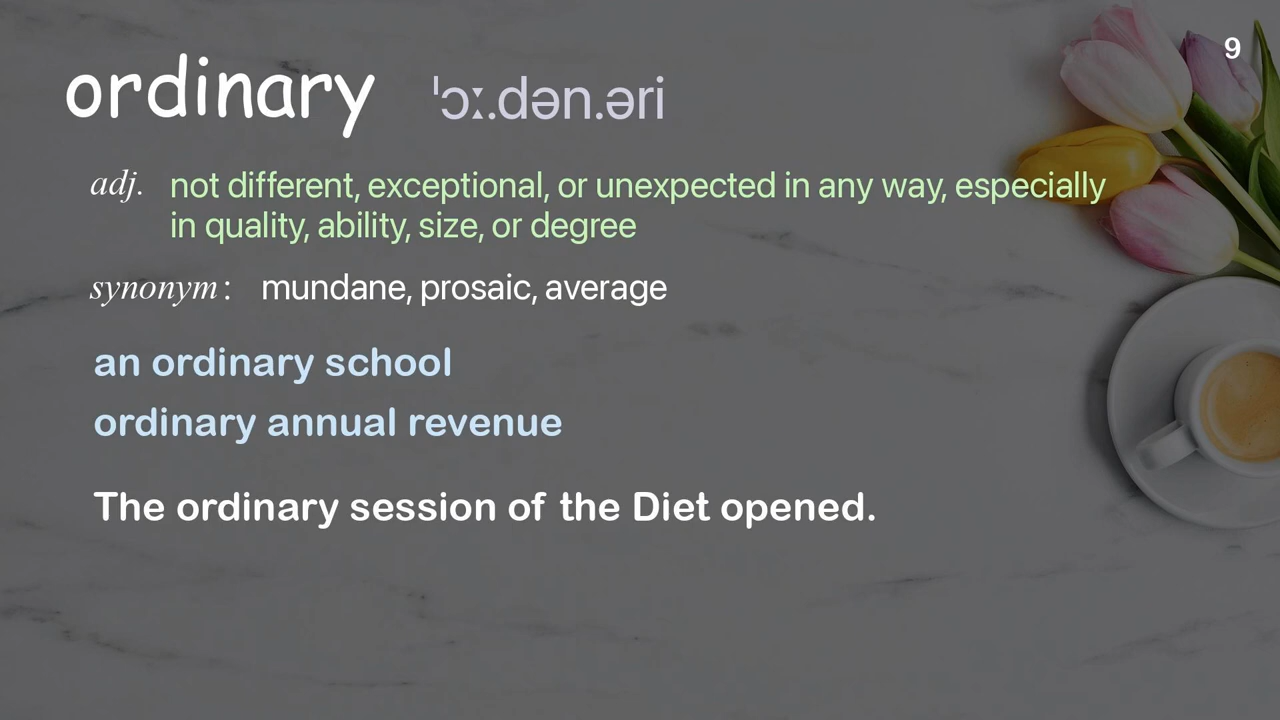 9
ordinary ˈɔː.dən.əri
adj. not different, exceptional, or unexpected in any way, especially
in quality, ability, size, or degree
synonym: mundane, prosaic, average
an ordinary school
ordinary annual revenue
The ordinary session of the Diet opened.